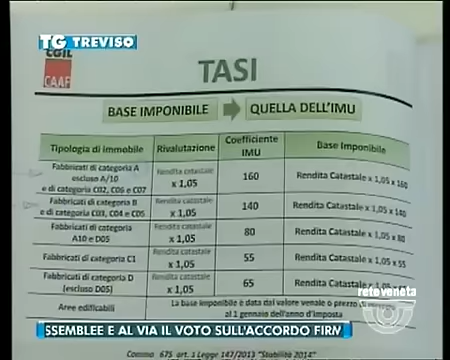 TG TREVISO
CGIL
CAAF
TASI
BASE IMPONIBILE QUELLA DELL'IMU
Tipologia di immobile Rivalutazione Coefficiente IMU Base Imponibile
Fabbricati di categoria A
escluso A/10
e di categoria C02, C06 e C07
Rendita catastale
x 1,05
160
Rendita Catastale x 1,05 x 160
Fabbricati di categoria B
e di categoria C03, C04 e C05
Rendita catastale
x 1,05
140
Rendita Catastale x 1,05 x 140
Fabbricati di categoria
A10 e D05
Rendita catastale
x 1,05
80
Rendita Catastale x 1,05 x 80
Fabbricati di categoria C1
Rendita catastale
x 1,05
55
Rendita Catastale x 1,05 x 55
Fabbricati di categoria D
(escluso D05)
Rendita catastale
x 1,05
65
Rendita Catastale x 1,05
Aree edificabili
La base imponibile è data dal valore venale o prezzo di
al 1 gennaio dell'anno d'imposta
reteveneta
SSEMBLEE E AL VIA IL VOTO SULL'ACCORDO FIRM
Comma 675 art. 1 Legge 147/2013 "Stabilità 2014"